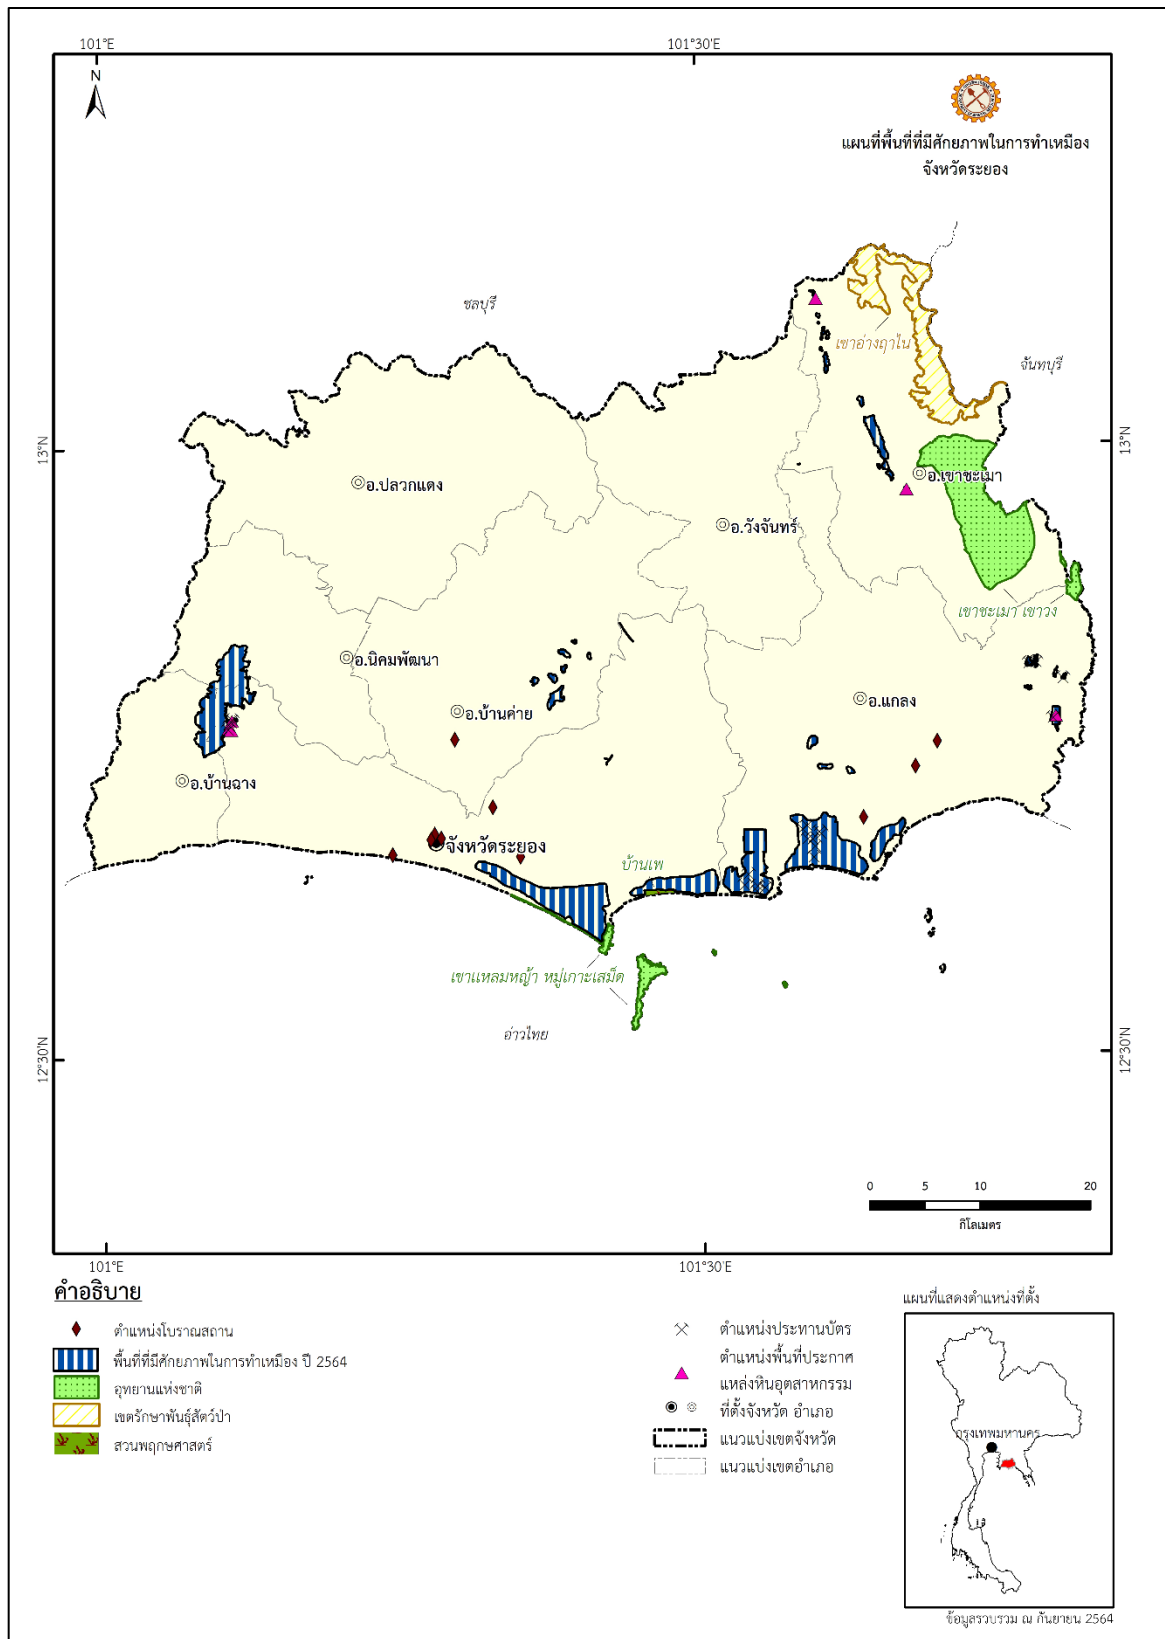 101°E
101°30'E
N
แผนที่พื้นที่ที่มีศักยภาพในการทำเหมือง
จังหวัดระยอง
ชลบุรี
เขาอ่างฤๅไน
จันทบุรี
13°N
13°N
อ.ปลวกแดง
อ.เขาชะเมา
อ.วังจันทร์
เขาชะเมา เขาวง
อ.นิคมพัฒนา
อ.แกลง
อ.บ้านค่าย
อ.บ้านฉาง
จังหวัดระยอง
บ้านเพ
เขาแหลมหญ้า หมู่เกาะเสม็ด
อ่าวไทย
12°30'N
12°30'N
0 5 10 20
กิโลเมตร
101°E
101°30'E
คำอธิบาย
ตำแหน่งโบราณสถาน
พื้นที่ที่มีศักยภาพในการทำเหมือง ปี 2564
อุทยานแห่งชาติ
เขตรักษาพันธุ์สัตว์ป่า
สวนพฤกษศาสตร์
ตำแหน่งประทานบัตร
ตำแหน่งพื้นที่ประกาศ
แหล่งหินอุตสาหกรรม
ที่ตั้งจังหวัด อำเภอ
แนวแบ่งเขตจังหวัด
แนวแบ่งเขตอำเภอ
แผนที่แสดงตำแหน่งที่ตั้ง
กรุงเทพมหานคร
ข้อมูลรวบรวม ณ กันยายน 2564